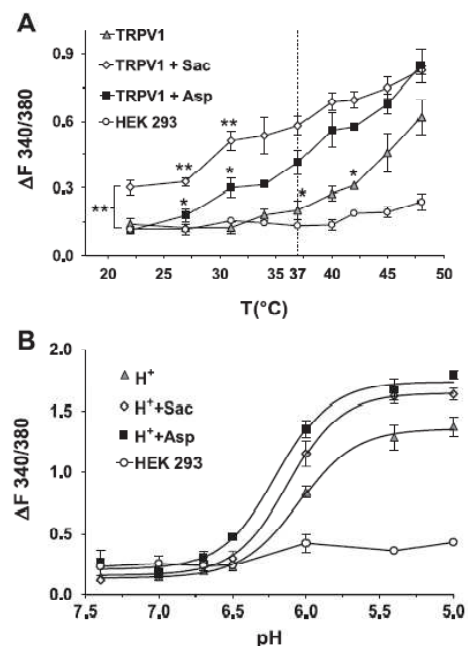 A
TRPV1
TRPV1 + Sac
TRPV1 + Asp
HEK 293
**
**
**
*
*
*
*
ΔF 340/380
0.9
0.6
0.3
0.0
20 25 30 35 37 40 45 50
T(°C)
B
H+
H++Sac
H++Asp
HEK 293
ΔF 340/380
2.0
1.5
1.0
0.5
0.0
7.5 7.0 6.5 6.0 5.5 5.0
pH